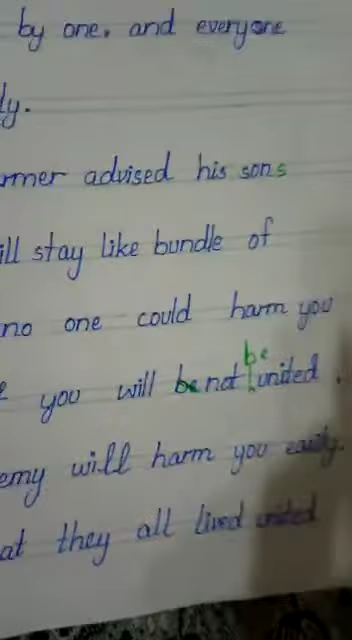 by one. and everyone
ly.
rmer advised his sons
ill stay like bundle of
no one could harm you
be
you will be not united.
emy will harm you easily.
at they all lived united